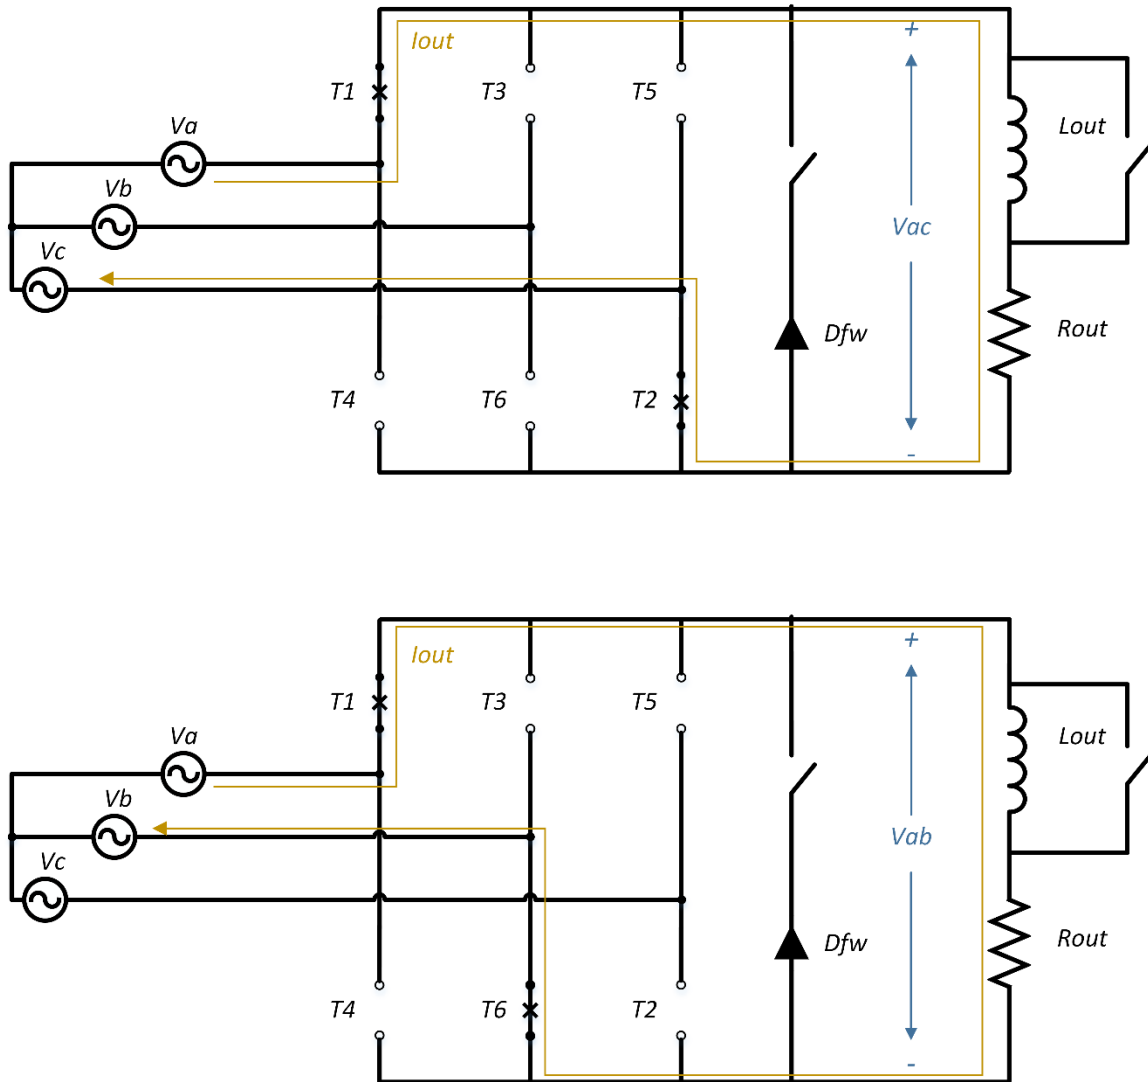 Iout
+
T1
T3
T5
Va
Lout
Vb
Vac
Vc
Dfw
Rout
T4
T6
T2
-
Iout
+
T1
T3
T5
Va
Lout
Vb
Vab
Vc
Dfw
Rout
T4
T6
T2
-